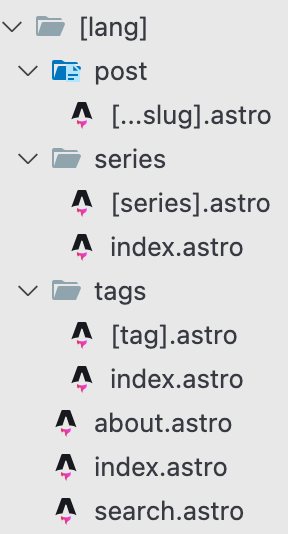 [lang]
post
[...slug].astro
series
[series].astro
index.astro
tags
[tag].astro
index.astro
about.astro
index.astro
search.astro